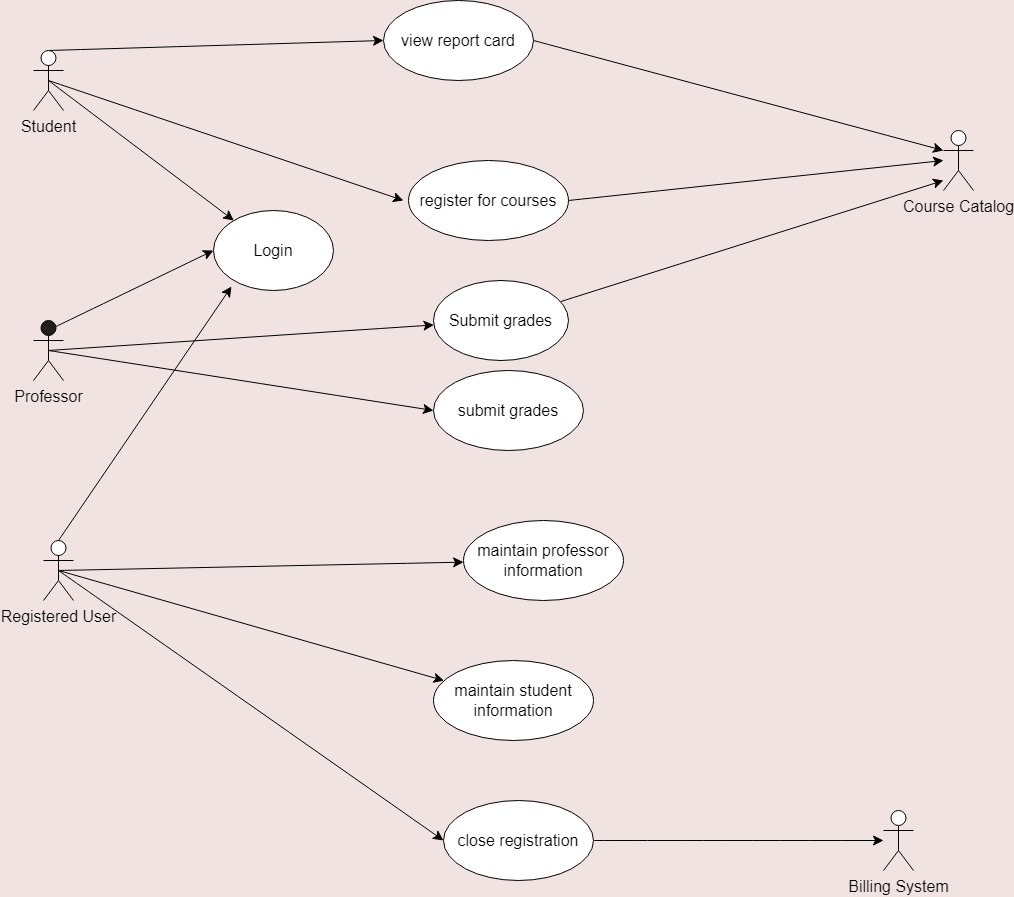 view report card
Student
register for courses
Course Catalog
Login
Submit grades
Professor
submit grades
maintain professor
information
Registered User
maintain student
information
close registration
Billing System